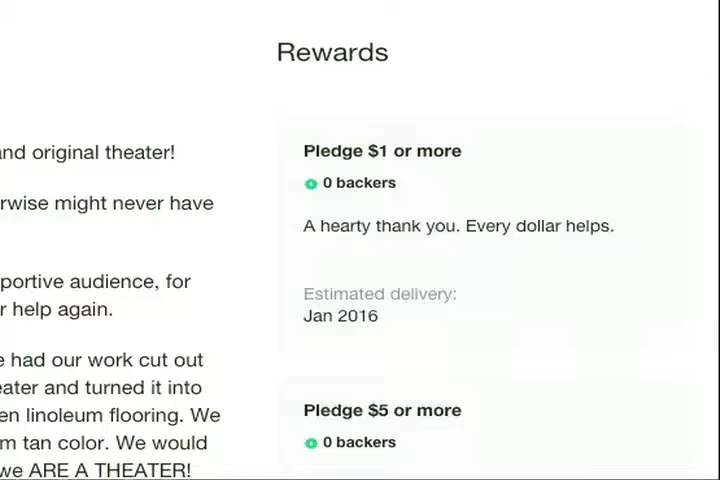 Rewards
and original theater!
rwise might never have
portive audience, for
r help again.
e had our work cut out
eater and turned it into
en linoleum flooring. We
m tan color. We would
we ARE A THEATER!
Pledge $1 or more
0 backers
A hearty thank you. Every dollar helps.
Estimated delivery:
Jan 2016
Pledge $5 or more
0 backers